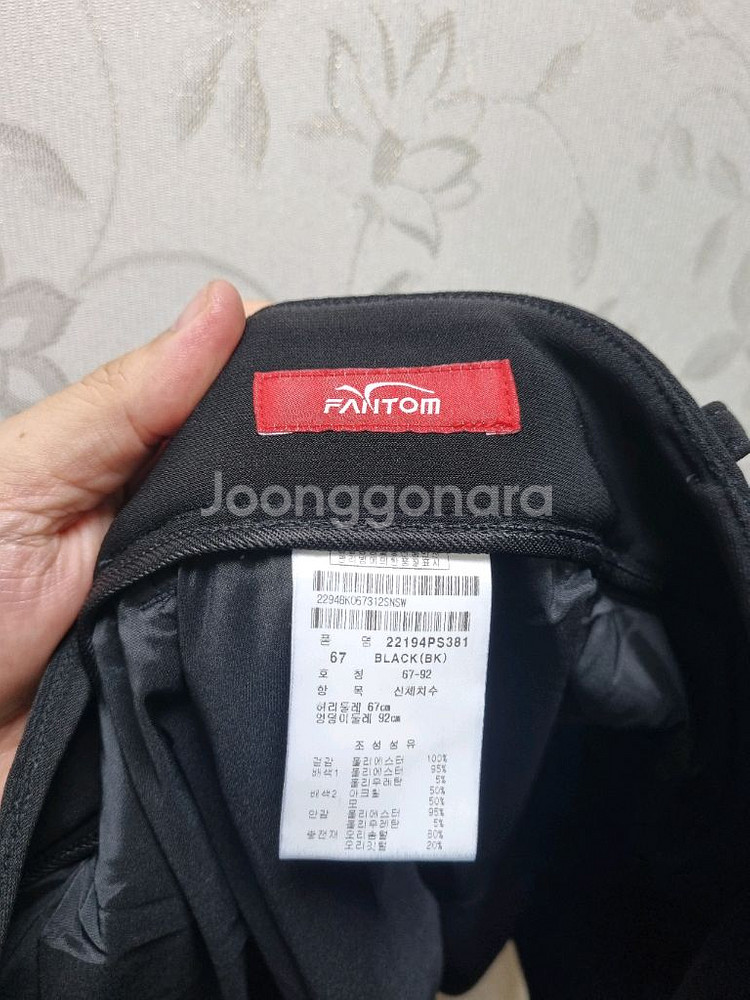 FANTOM
Joonggonara
22948K067312SNSW
품 명 22194PS381
67 BLACK(BK)
호 칭 67-92
항 목 신체치수
허리둘레 67cm
엉덩이둘레 92cm
조 성 섬 유
겉감 폴리에스터 100%
배색1 폴리에스터 95%
폴리우레탄 5%
배색2 아크릴 50%
모 50%
안감 폴리에스터 95%
폴리우레탄 5%
충전재 오리솜털 80%
오리깃털 20%